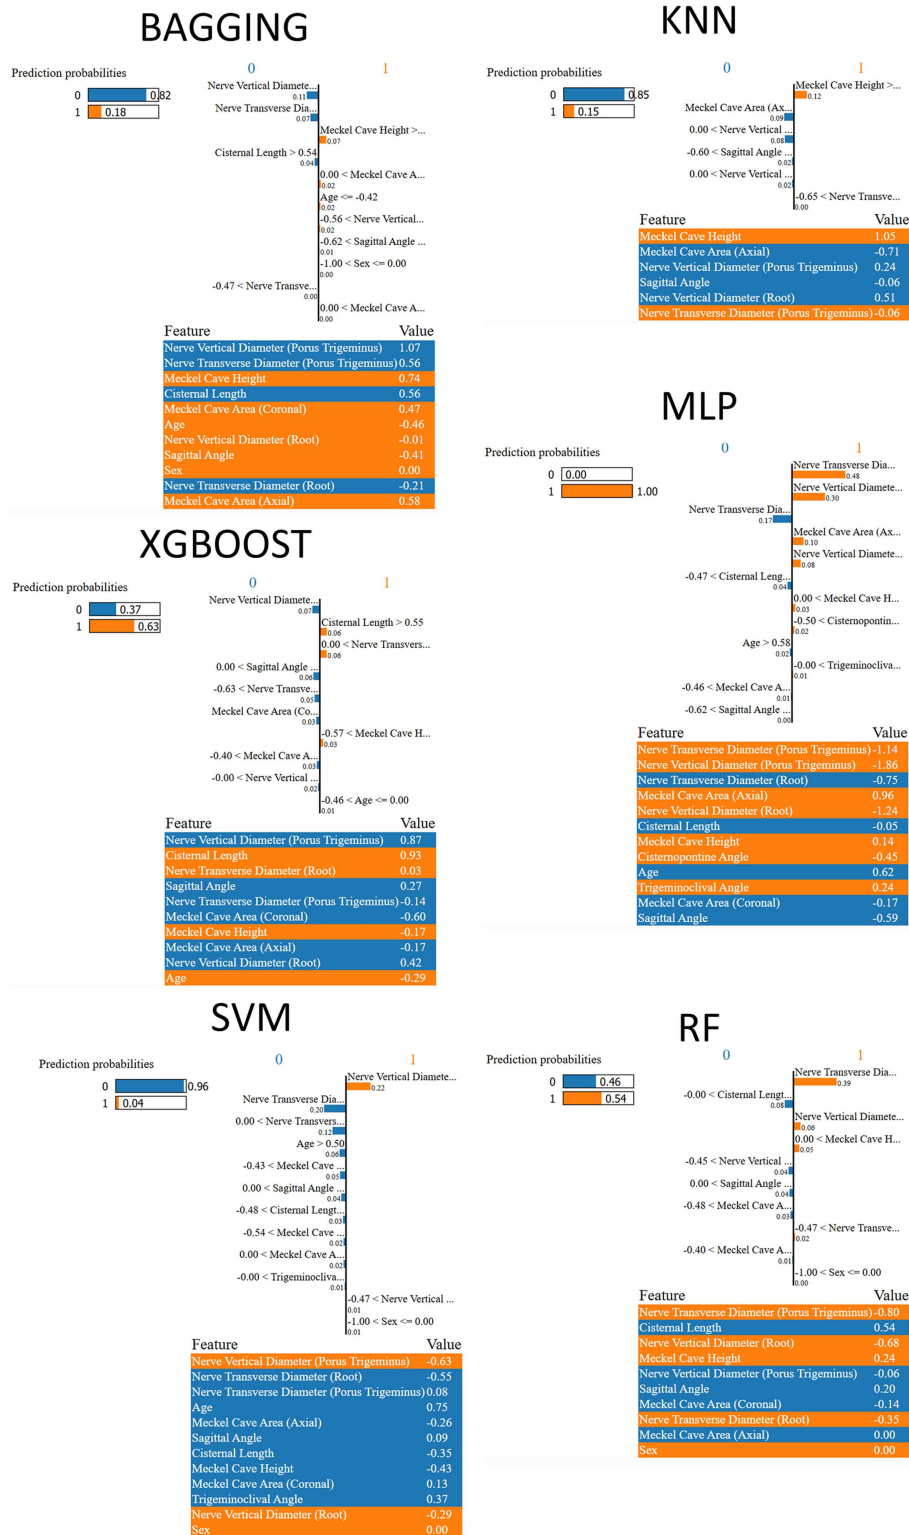 BAGGING
Prediction probabilities
0 0.82
1 0.18
0 1
Nerve Vertical Diamete...
0.11
Nerve Transverse Dia...
0.07
Meckel Cave Height >...
0.07
Cisternal Length > 0.54
0.04
0.00 < Meckel Cave A...
0.02
Age <= -0.42
0.02
-0.56 < Nerve Vertical...
0.02
-0.62 < Sagittal Angle ...
0.01
-1.00 < Sex <= 0.00
0.00
-0.47 < Nerve Transve...
0.00
0.00 < Meckel Cave A...
0.00
Feature Value
Nerve Vertical Diameter (Porus Trigeminus) 1.07
Nerve Transverse Diameter (Porus Trigeminus) 0.56
Meckel Cave Height 0.74
Cisternal Length 0.56
Meckel Cave Area (Coronal) 0.47
Age -0.46
Nerve Vertical Diameter (Root) -0.01
Sagittal Angle -0.41
Sex 0.00
Nerve Transverse Diameter (Root) -0.21
Meckel Cave Area (Axial) 0.58
KNN
Prediction probabilities
0 0.85
1 0.15
0 1
Meckel Cave Height >...
0.12
Meckel Cave Area (Ax...
0.09
0.00 < Nerve Vertical ...
0.08
-0.60 < Sagittal Angle ...
0.02
0.00 < Nerve Vertical ...
0.02
-0.65 < Nerve Transve...
0.00
Feature Value
Meckel Cave Height 1.05
Meckel Cave Area (Axial) -0.71
Nerve Vertical Diameter (Porus Trigeminus) 0.24
Sagittal Angle -0.06
Nerve Vertical Diameter (Root) 0.51
Nerve Transverse Diameter (Porus Trigeminus) -0.06
XGBOOST
Prediction probabilities
0 0.37
1 0.63
0 1
Nerve Vertical Diamete...
0.07
Cisternal Length > 0.55
0.06
0.00 < Nerve Transvers...
0.06
0.00 < Sagittal Angle ...
0.06
-0.63 < Nerve Transve...
0.05
Meckel Cave Area (Co...
0.03
-0.57 < Meckel Cave H...
0.03
-0.40 < Meckel Cave A...
0.03
-0.00 < Nerve Vertical ...
0.02
-0.46 < Age <= 0.00
0.01
Feature Value
Nerve Vertical Diameter (Porus Trigeminus) 0.87
Cisternal Length 0.93
Nerve Transverse Diameter (Root) 0.03
Sagittal Angle 0.27
Nerve Transverse Diameter (Porus Trigeminus) -0.14
Meckel Cave Area (Coronal) -0.60
Meckel Cave Height -0.17
Meckel Cave Area (Axial) -0.17
Nerve Vertical Diameter (Root) 0.42
Age -0.29
MLP
Prediction probabilities
0 0.00
1 1.00
0 1
Nerve Transverse Dia...
0.48
Nerve Vertical Diamete...
0.30
Nerve Transverse Dia...
0.17
Meckel Cave Area (Ax...
0.10
Nerve Vertical Diamete...
0.08
-0.47 < Cisternal Leng...
0.04
0.00 < Meckel Cave H...
0.03
-0.50 < Cisternopontin...
0.02
Age > 0.58
0.02
-0.00 < Trigeminocliva...
0.01
-0.46 < Meckel Cave A...
0.01
-0.62 < Sagittal Angle ...
0.00
Feature Value
Nerve Transverse Diameter (Porus Trigeminus) -1.14
Nerve Vertical Diameter (Porus Trigeminus) -1.86
Nerve Transverse Diameter (Root) -0.75
Meckel Cave Area (Axial) 0.96
Nerve Vertical Diameter (Root) -1.24
Cisternal Length -0.05
Meckel Cave Height 0.14
Cisternopontine Angle -0.45
Age 0.62
Trigeminoclival Angle 0.24
Meckel Cave Area (Coronal) -0.17
Sagittal Angle -0.59
SVM
Prediction probabilities
0 0.96
1 0.04
0 1
Nerve Vertical Diamete...
0.22
Nerve Transverse Dia...
0.20
0.00 < Nerve Transvers...
0.12
Age > 0.50
0.06
-0.43 < Meckel Cave ...
0.05
0.00 < Sagittal Angle ...
0.04
-0.48 < Cisternal Lengt...
0.03
-0.54 < Meckel Cave ...
0.02
0.00 < Meckel Cave A...
0.02
-0.00 < Trigeminocliva...
0.01
-0.47 < Nerve Vertical ...
0.01
-1.00 < Sex <= 0.00
0.01
Feature Value
Nerve Vertical Diameter (Porus Trigeminus) -0.63
Nerve Transverse Diameter (Root) -0.55
Nerve Transverse Diameter (Porus Trigeminus) 0.08
Age 0.75
Meckel Cave Area (Axial) -0.26
Sagittal Angle 0.09
Cisternal Length -0.35
Meckel Cave Height -0.43
Meckel Cave Area (Coronal) 0.13
Trigeminoclival Angle 0.37
Nerve Vertical Diameter (Root) -0.29
Sex 0.00
RF
Prediction probabilities
0 0.46
1 0.54
0 1
Nerve Transverse Dia...
0.39
-0.00 < Cisternal Lengt...
0.08
Nerve Vertical Diamete...
0.06
0.00 < Meckel Cave H...
0.05
-0.45 < Nerve Vertical ...
0.04
0.00 < Sagittal Angle ...
0.04
-0.48 < Meckel Cave A...
0.03
-0.47 < Nerve Transve...
0.02
-0.40 < Meckel Cave A...
0.01
-1.00 < Sex <= 0.00
0.00
Feature Value
Nerve Transverse Diameter (Porus Trigeminus) -0.80
Cisternal Length 0.54
Nerve Vertical Diameter (Root) -0.68
Meckel Cave Height 0.24
Nerve Vertical Diameter (Porus Trigeminus) -0.06
Sagittal Angle 0.20
Meckel Cave Area (Coronal) -0.14
Nerve Transverse Diameter (Root) -0.35
Meckel Cave Area (Axial) 0.00
Sex 0.00